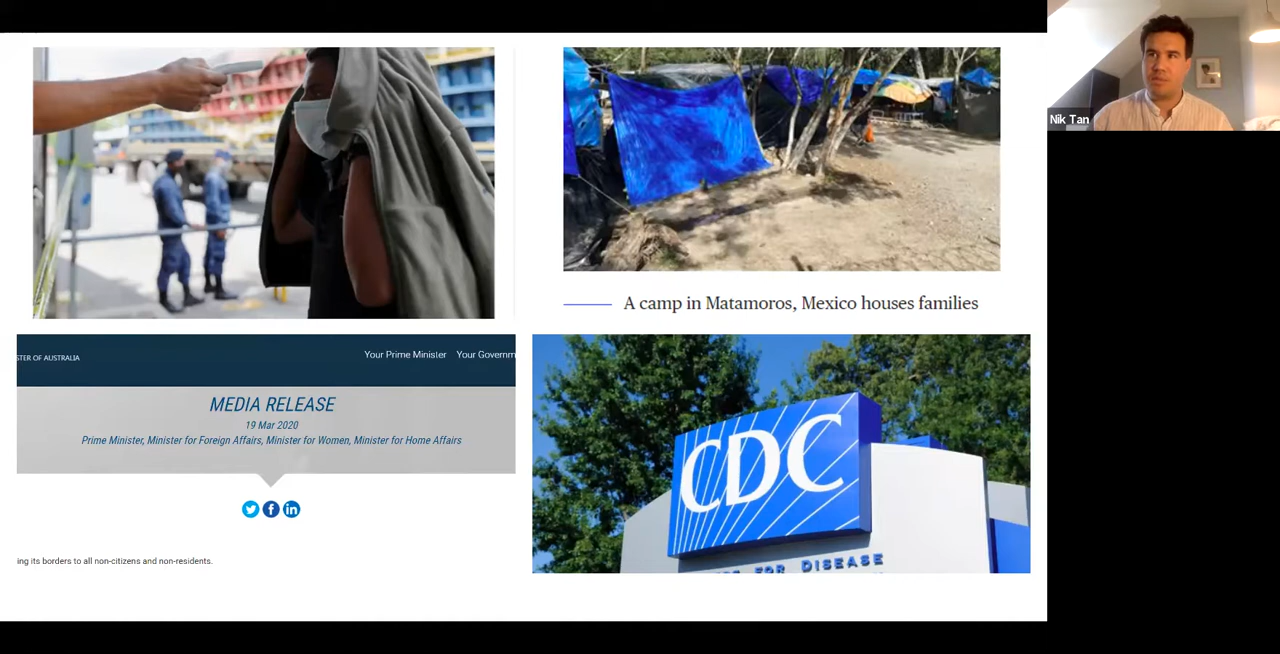 Nik Tan
A camp in Matamoros, Mexico houses families
STER OF AUSTRALIA
Your Prime Minister Your Governm
MEDIA RELEASE
19 Mar 2020
Prime Minister, Minister for Foreign Affairs, Minister for Women, Minister for Home Affairs
ing its borders to all non-citizens and non-residents.
CDC
FOR DISEASE